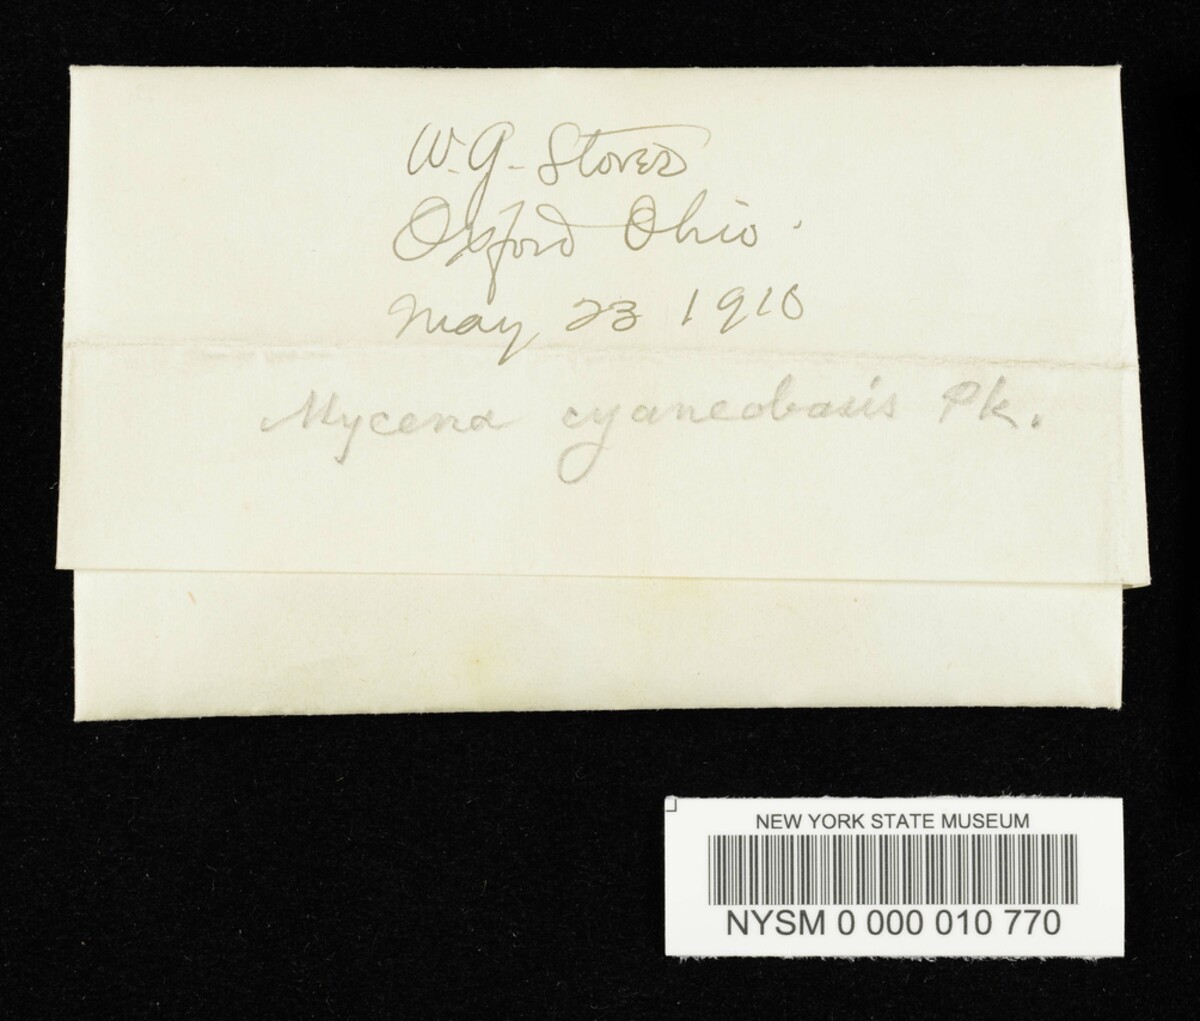 W. G. Stover
Oxford Ohio.
May 23 1910
Mycena cyaneobasis Pk.
NEW YORK STATE MUSEUM
NYSM 0 000 010 770